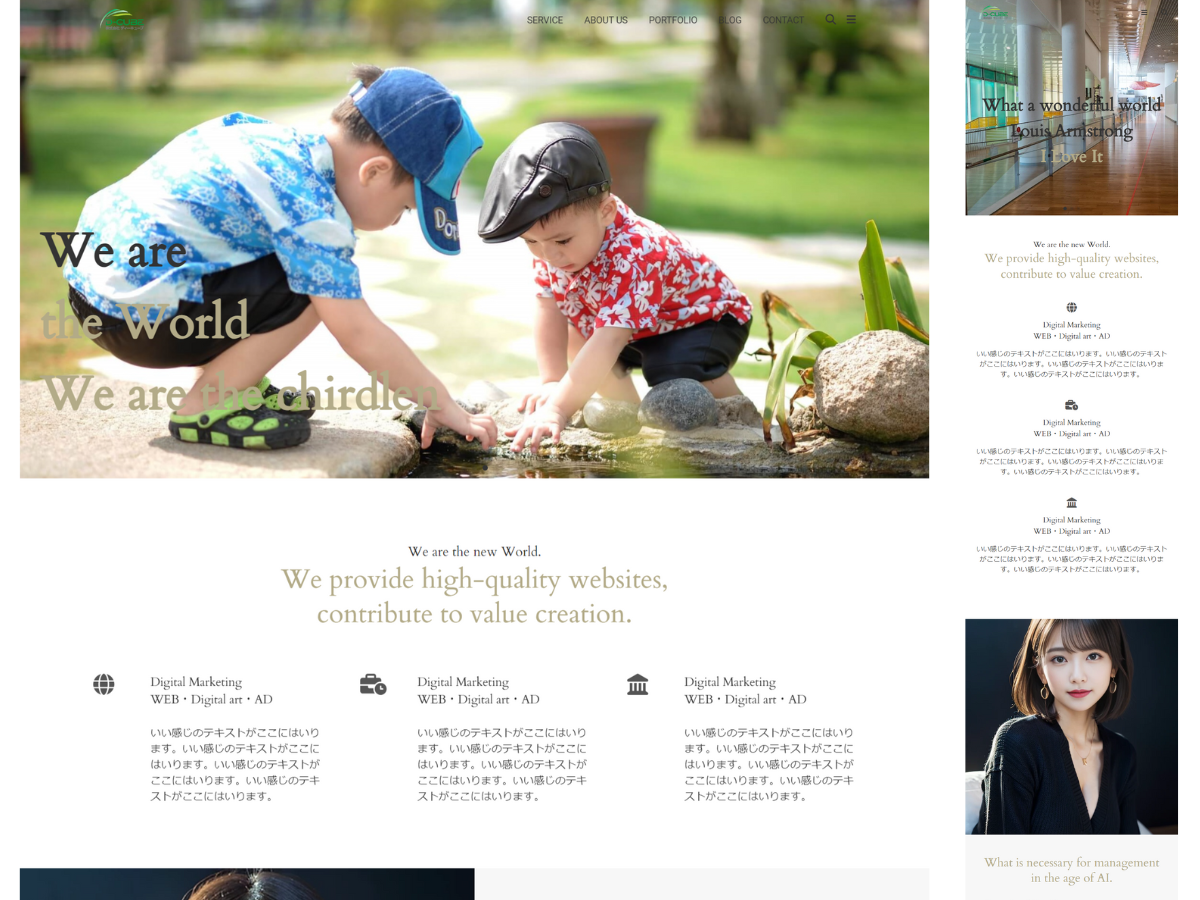 SERVICE
ABOUT US
PORTFOLIO
BLOG
CONTACT
We are
the World
We are the chirdlen
We are the new World.
We provide high-quality websites,
contribute to value creation.
Digital Marketing
WEB・Digital art・AD
いい感じのテキストがここにはいり
ます。いい感じのテキストがここに
はいります。いい感じのテキストが
ここにはいります。いい感じのテキ
ストがここにはいります。
Digital Marketing
WEB・Digital art・AD
いい感じのテキストがここにはいり
ます。いい感じのテキストがここに
はいります。いい感じのテキストが
ここにはいります。いい感じのテキ
ストがここにはいります。
Digital Marketing
WEB・Digital art・AD
いい感じのテキストがここにはいり
ます。いい感じのテキストがここに
はいります。いい感じのテキストが
ここにはいります。いい感じのテキ
ストがここにはいります。
What a wonderful world
Louis Armstrong
I Love It
We are the new World.
We provide high-quality websites,
contribute to value creation.
Digital Marketing
WEB・Digital art・AD
いい感じのテキストがここにはいります。いい感じのテキスト
がここにはいります。いい感じのテキストがここにはいりま
す。いい感じのテキストがここにはいります。
Digital Marketing
WEB・Digital art・AD
いい感じのテキストがここにはいります。いい感じのテキスト
がここにはいります。いい感じのテキストがここにはいりま
す。いい感じのテキストがここにはいります。
Digital Marketing
WEB・Digital art・AD
いい感じのテキストがここにはいります。いい感じのテキスト
がここにはいります。いい感じのテキストがここにはいりま
す。いい感じのテキストがここにはいります。
What is necessary for management
in the age of AI.